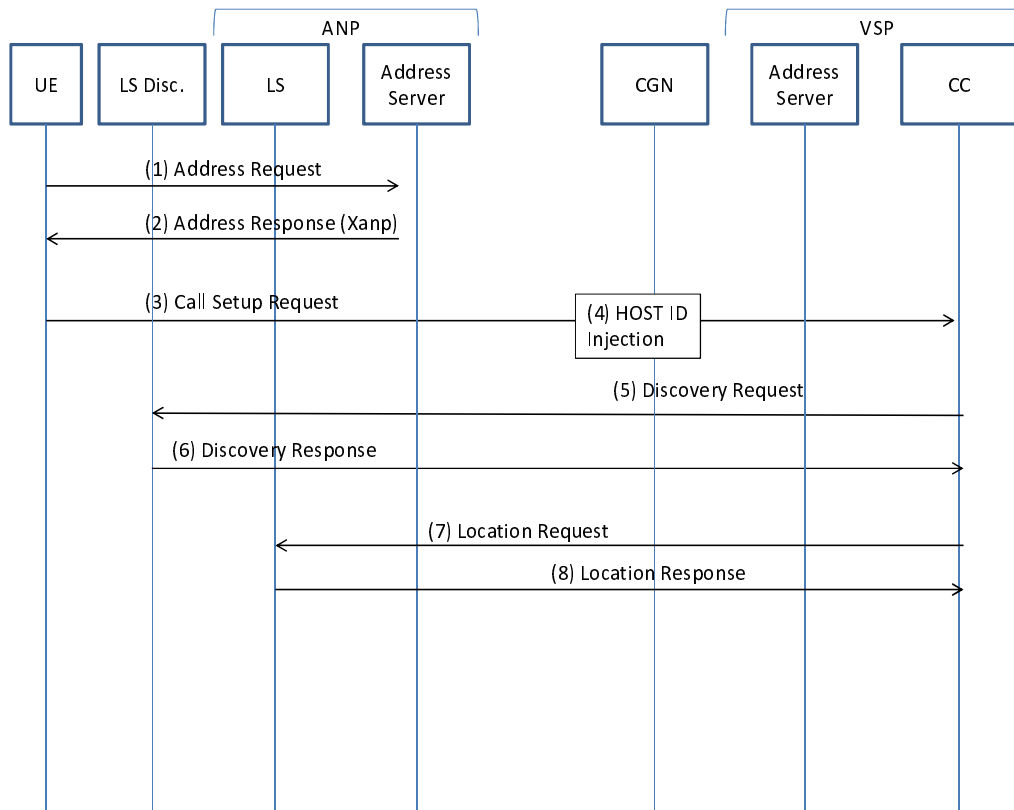 ANP
VSP
UE
LS Disc.
LS
Address
Server
CGN
Address
Server
CC
(1) Address Request
(2) Address Response (Xanp)
(3) Call Setup Request
(4) HOST ID
Injection
(5) Discovery Request
(6) Discovery Response
(7) Location Request
(8) Location Response